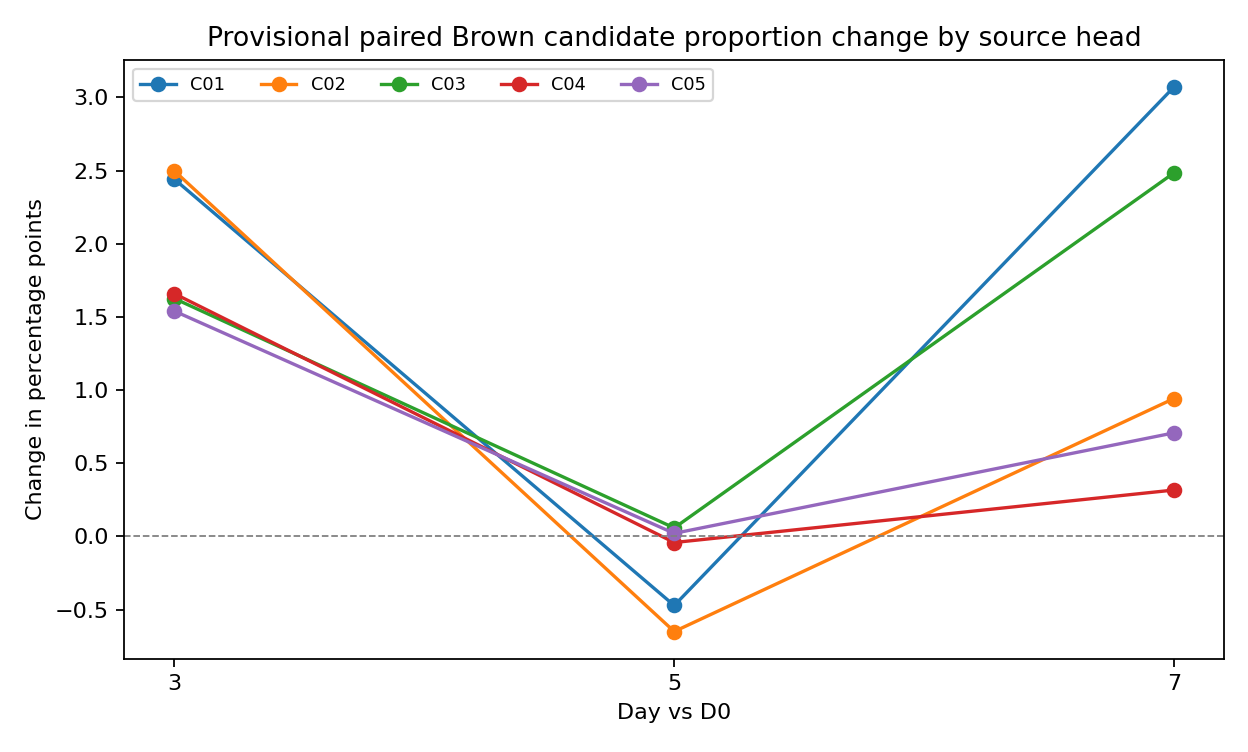 Provisional paired Brown candidate proportion change by source head
C01 C02 C03 C04 C05
3.0
2.5
2.0
1.5
1.0
0.5
0.0
−0.5
Change in percentage points
3 5 7
Day vs D0